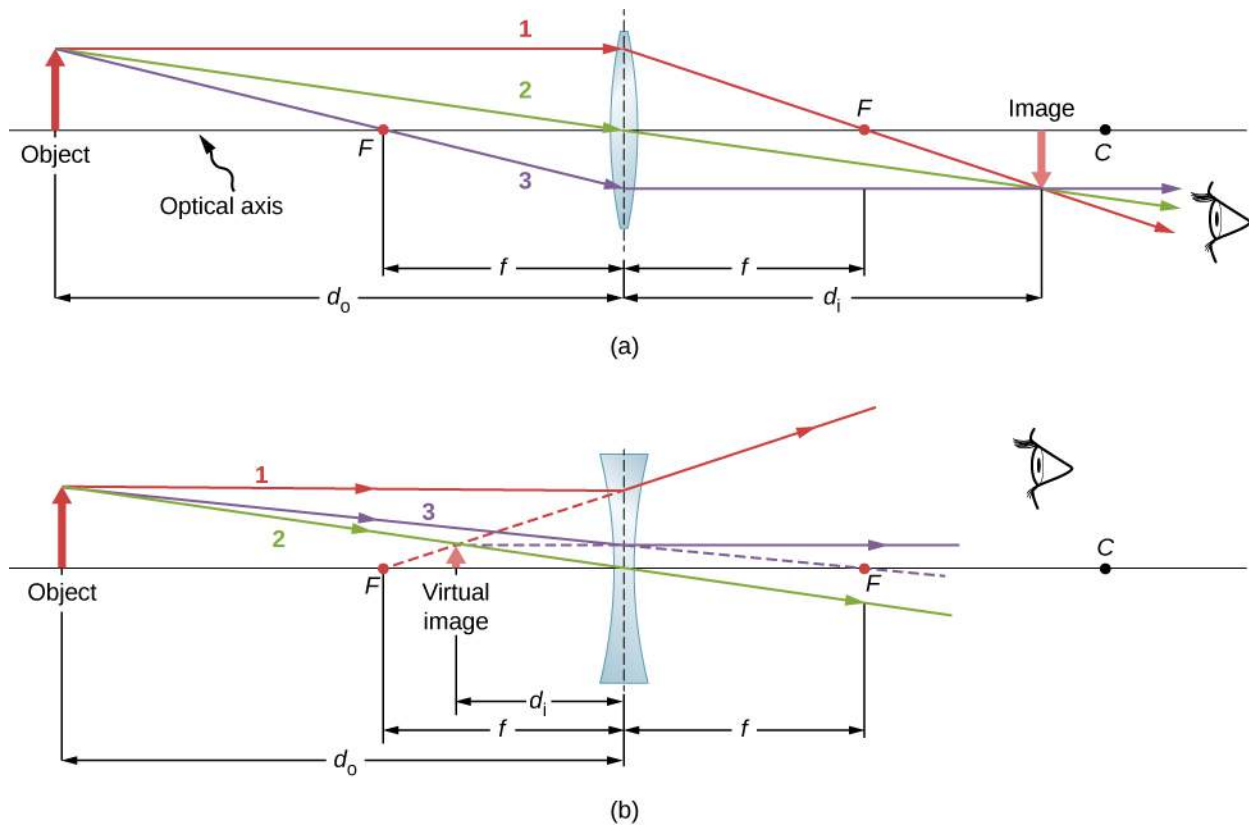 1
2
3
F
F
Image
C
Object
Optical axis
f
f
dₒ
dᵢ
(a)
1
3
2
Object
F
Virtual
image
F
C
dᵢ
f
f
dₒ
(b)